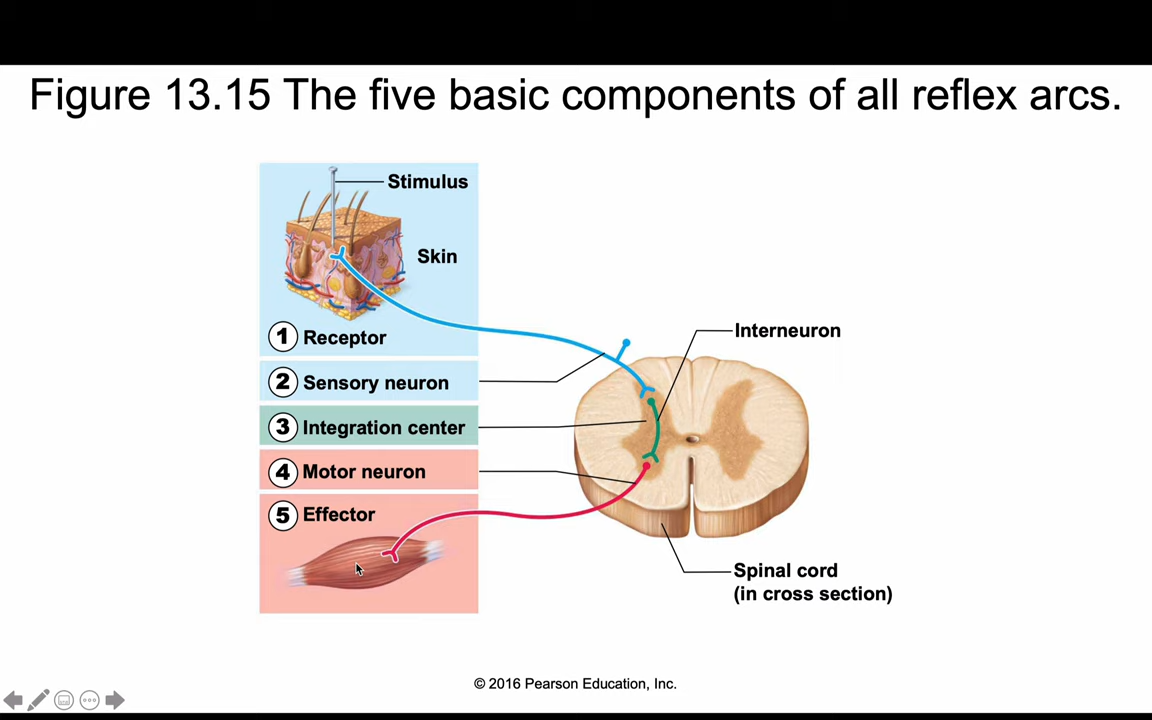 Figure 13.15 The five basic components of all reflex arcs.
Stimulus
Skin
1 Receptor
Interneuron
2 Sensory neuron
3 Integration center
4 Motor neuron
5 Effector
Spinal cord
(in cross section)
© 2016 Pearson Education, Inc.